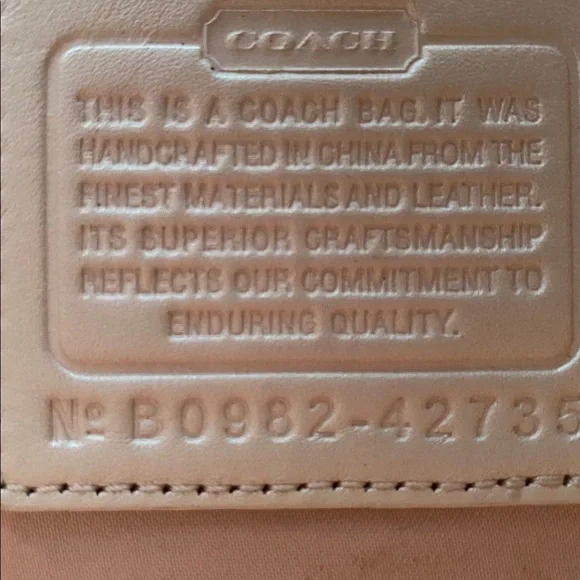 COACH
THIS IS A COACH BAG. IT WAS
HANDCRAFTED IN CHINA FROM THE
FINEST MATERIALS AND LEATHER.
ITS SUPERIOR CRAFTSMANSHIP
REFLECTS OUR COMMITMENT TO
ENDURING QUALITY.
Nº B0982-42735